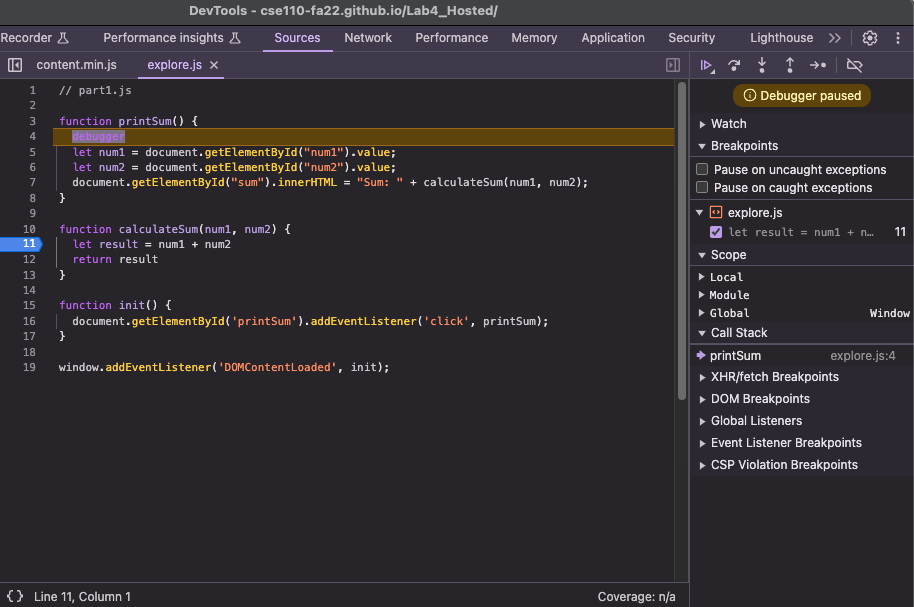 DevTools - cse110-fa22.github.io/Lab4_Hosted/
Recorder Performance insights Sources Network Performance Memory Application Security Lighthouse
content.min.js explore.js
1 // part1.js
2
3 function printSum() {
4 debugger
5 let num1 = document.getElementById("num1").value;
6 let num2 = document.getElementById("num2").value;
7 document.getElementById("sum").innerHTML = "Sum: " + calculateSum(num1, num2);
8 }
9
10 function calculateSum(num1, num2) {
11 let result = num1 + num2
12 return result
13 }
14
15 function init() {
16 document.getElementById('printSum').addEventListener('click', printSum);
17 }
18
19 window.addEventListener('DOMContentLoaded', init);
{} Line 11, Column 1 Coverage: n/a
Debugger paused
Watch
Breakpoints
Pause on uncaught exceptions
Pause on caught exceptions
explore.js
let result = num1 + n… 11
Scope
Local
Module
Global Window
Call Stack
printSum explore.js:4
XHR/fetch Breakpoints
DOM Breakpoints
Global Listeners
Event Listener Breakpoints
CSP Violation Breakpoints